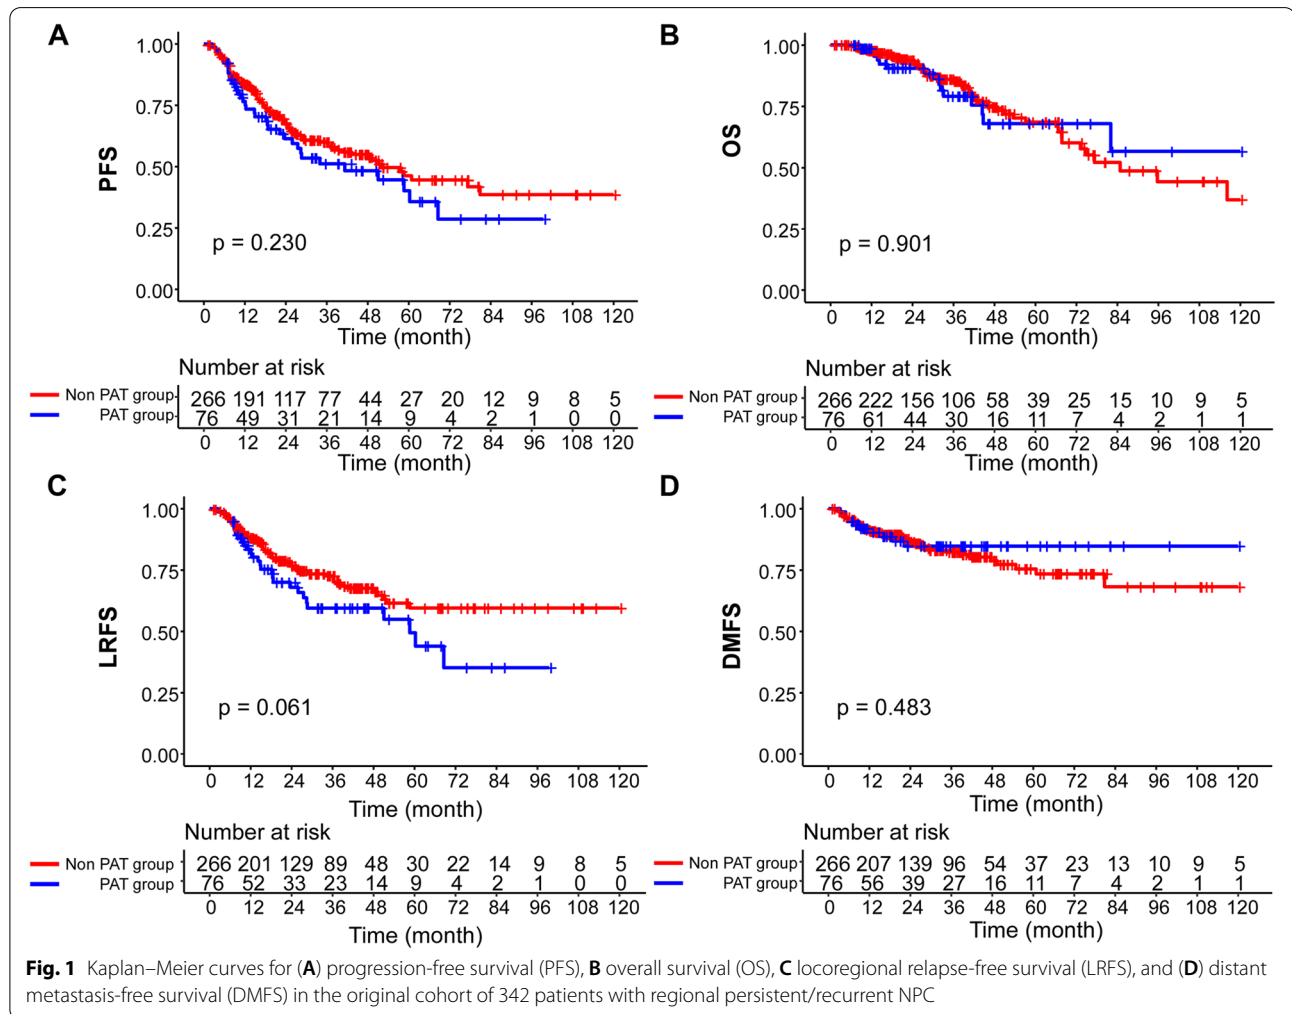 A
PFS
1.00
0.75
0.50
0.25
0.00
p = 0.230
0 12 24 36 48 60 72 84 96 108 120
Time (month)
Number at risk
Non PAT group 266 191 117 77 44 27 20 12 9 8 5
PAT group 76 49 31 21 14 9 4 2 1 0 0
0 12 24 36 48 60 72 84 96 108 120
Time (month)
B
OS
1.00
0.75
0.50
0.25
0.00
p = 0.901
0 12 24 36 48 60 72 84 96 108 120
Time (month)
Number at risk
Non PAT group 266 222 156 106 58 39 25 15 10 9 5
PAT group 76 61 44 30 16 11 7 4 2 1 1
0 12 24 36 48 60 72 84 96 108 120
Time (month)
C
LRFS
1.00
0.75
0.50
0.25
0.00
p = 0.061
0 12 24 36 48 60 72 84 96 108 120
Time (month)
Number at risk
Non PAT group 266 201 129 89 48 30 22 14 9 8 5
PAT group 76 52 33 23 14 9 4 2 1 0 0
0 12 24 36 48 60 72 84 96 108 120
Time (month)
D
DMFS
1.00
0.75
0.50
0.25
0.00
p = 0.483
0 12 24 36 48 60 72 84 96 108 120
Time (month)
Number at risk
Non PAT group 266 207 139 96 54 37 23 13 10 9 5
PAT group 76 56 39 27 16 11 7 4 2 1 1
0 12 24 36 48 60 72 84 96 108 120
Time (month)
Fig. 1 Kaplan–Meier curves for (A) progression-free survival (PFS), B overall survival (OS), C locoregional relapse-free survival (LRFS), and (D) distant
metastasis-free survival (DMFS) in the original cohort of 342 patients with regional persistent/recurrent NPC